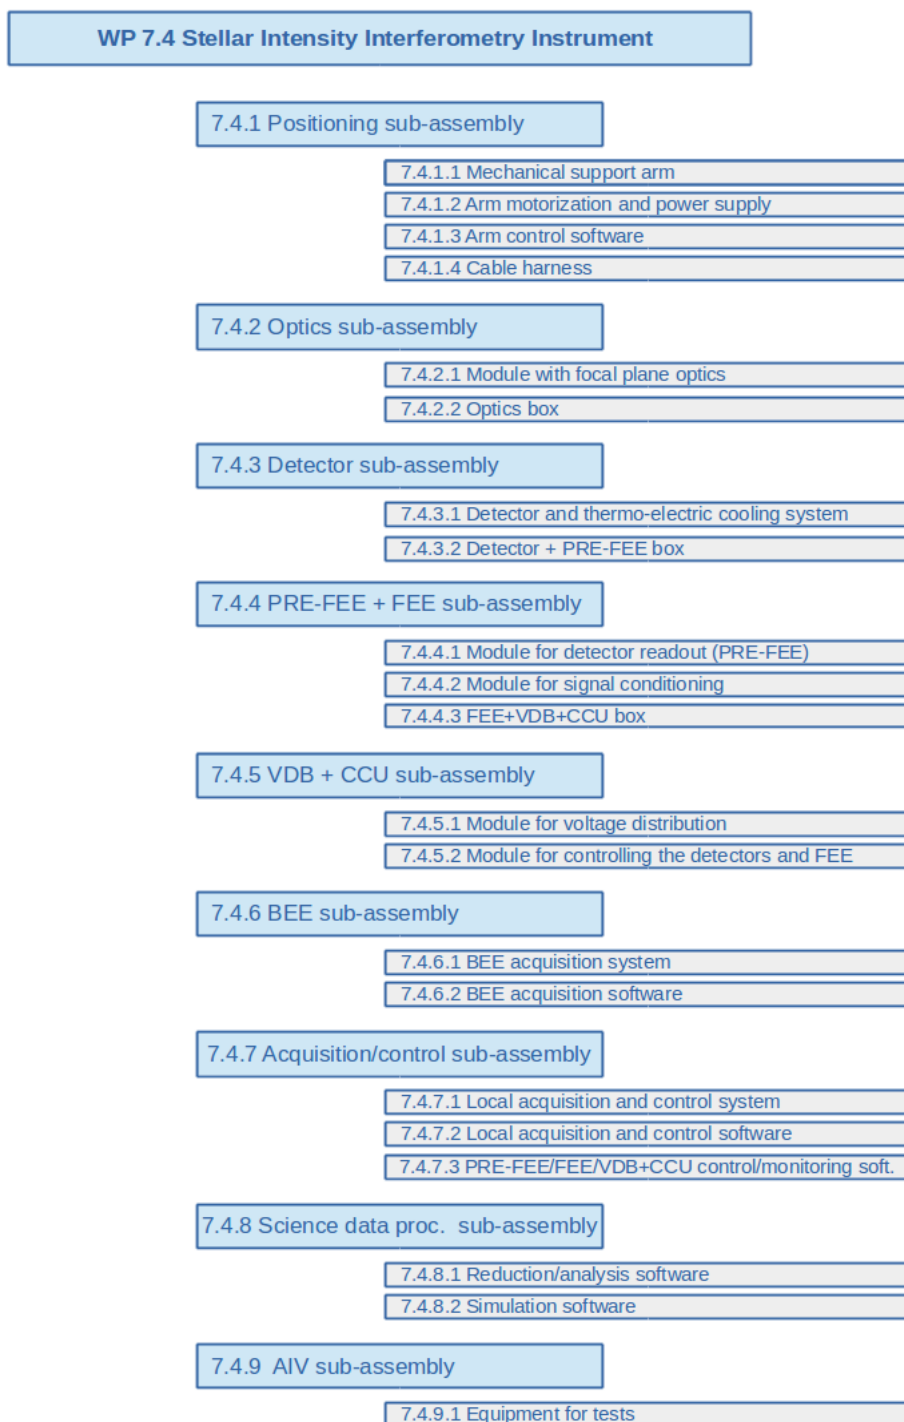 WP 7.4 Stellar Intensity Interferometry Instrument
7.4.1 Positioning sub-assembly
7.4.1.1 Mechanical support arm
7.4.1.2 Arm motorization and power supply
7.4.1.3 Arm control software
7.4.1.4 Cable harness
7.4.2 Optics sub-assembly
7.4.2.1 Module with focal plane optics
7.4.2.2 Optics box
7.4.3 Detector sub-assembly
7.4.3.1 Detector and thermo-electric cooling system
7.4.3.2 Detector + PRE-FEE box
7.4.4 PRE-FEE + FEE sub-assembly
7.4.4.1 Module for detector readout (PRE-FEE)
7.4.4.2 Module for signal conditioning
7.4.4.3 FEE+VDB+CCU box
7.4.5 VDB + CCU sub-assembly
7.4.5.1 Module for voltage distribution
7.4.5.2 Module for controlling the detectors and FEE
7.4.6 BEE sub-assembly
7.4.6.1 BEE acquisition system
7.4.6.2 BEE acquisition software
7.4.7 Acquisition/control sub-assembly
7.4.7.1 Local acquisition and control system
7.4.7.2 Local acquisition and control software
7.4.7.3 PRE-FEE/FEE/VDB+CCU control/monitoring soft.
7.4.8 Science data proc. sub-assembly
7.4.8.1 Reduction/analysis software
7.4.8.2 Simulation software
7.4.9 AIV sub-assembly
7.4.9.1 Equipment for tests